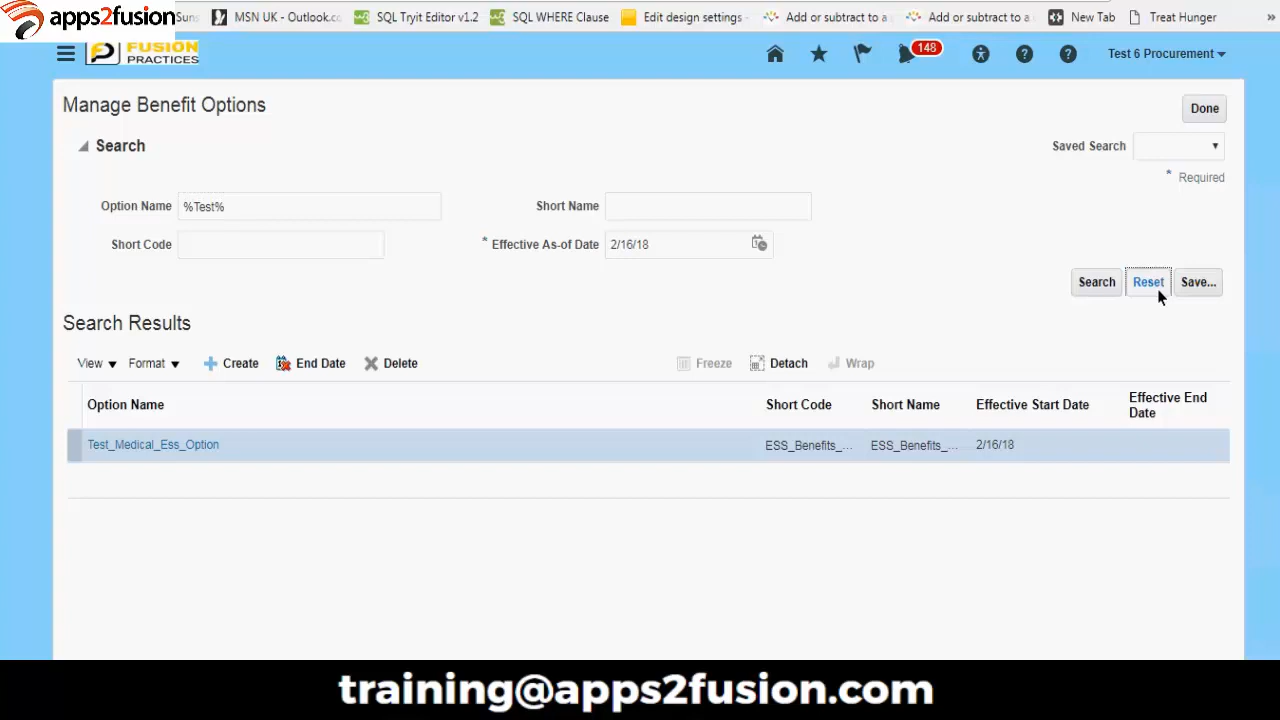 apps2fusion
Suns
MSN UK - Outlook.co
SQL Tryit Editor v1.2
SQL WHERE Clause
Edit design settings -
Add or subtract to a
Add or subtract to a
New Tab
Treat Hunger
»
FUSION
PRACTICES
148
Test 6 Procurement
Manage Benefit Options
Done
Search
Saved Search
* Required
Option Name %Test%
Short Name
Short Code
* Effective As-of Date 2/16/18
Search Reset Save...
Search Results
View Format Create End Date Delete Freeze Detach Wrap
Option Name Short Code Short Name Effective Start Date Effective End
Date
Test_Medical_Ess_Option ESS_Benefits_... ESS_Benefits_... 2/16/18
training@apps2fusion.com